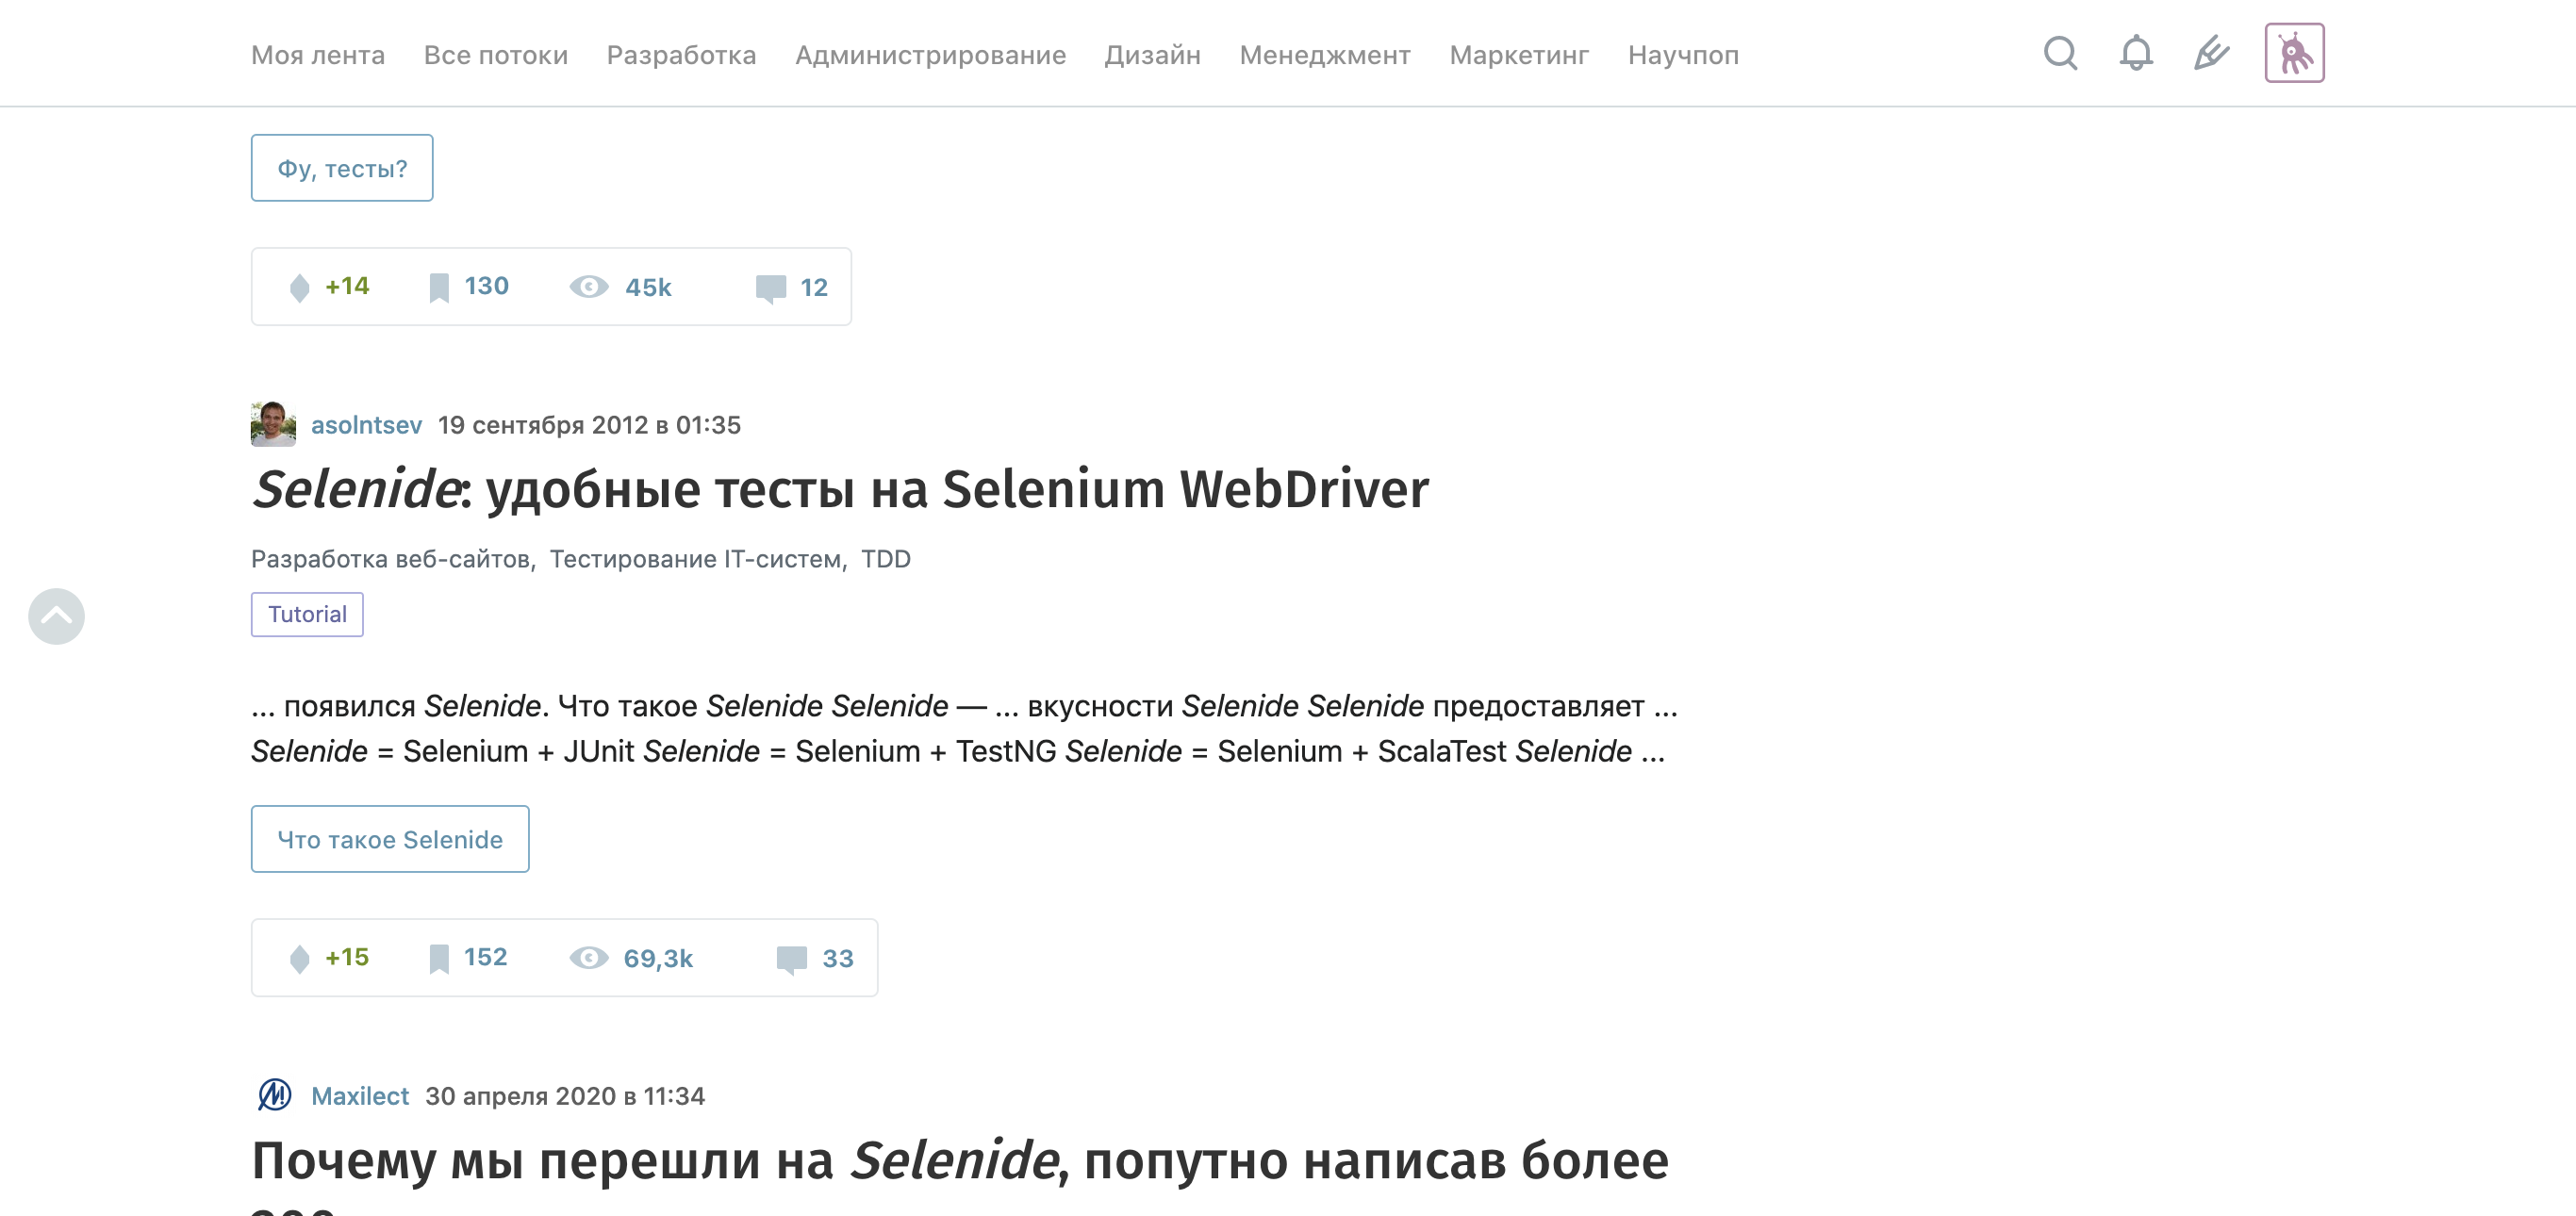 Моя лента Все потоки Разработка Администрирование Дизайн Менеджмент Маркетинг Научпоп
Фу, тесты?
+14 130 45k 12
asolntsev 19 сентября 2012 в 01:35
Selenide: удобные тесты на Selenium WebDriver
Разработка веб-сайтов, Тестирование IT-систем, TDD
Tutorial
... появился Selenide. Что такое Selenide Selenide — ... вкусности Selenide Selenide предоставляет ...
Selenide = Selenium + JUnit Selenide = Selenium + TestNG Selenide = Selenium + ScalaTest Selenide ...
Что такое Selenide
+15 152 69,3k 33
Maxilect 30 апреля 2020 в 11:34
Почему мы перешли на Selenide, попутно написав более